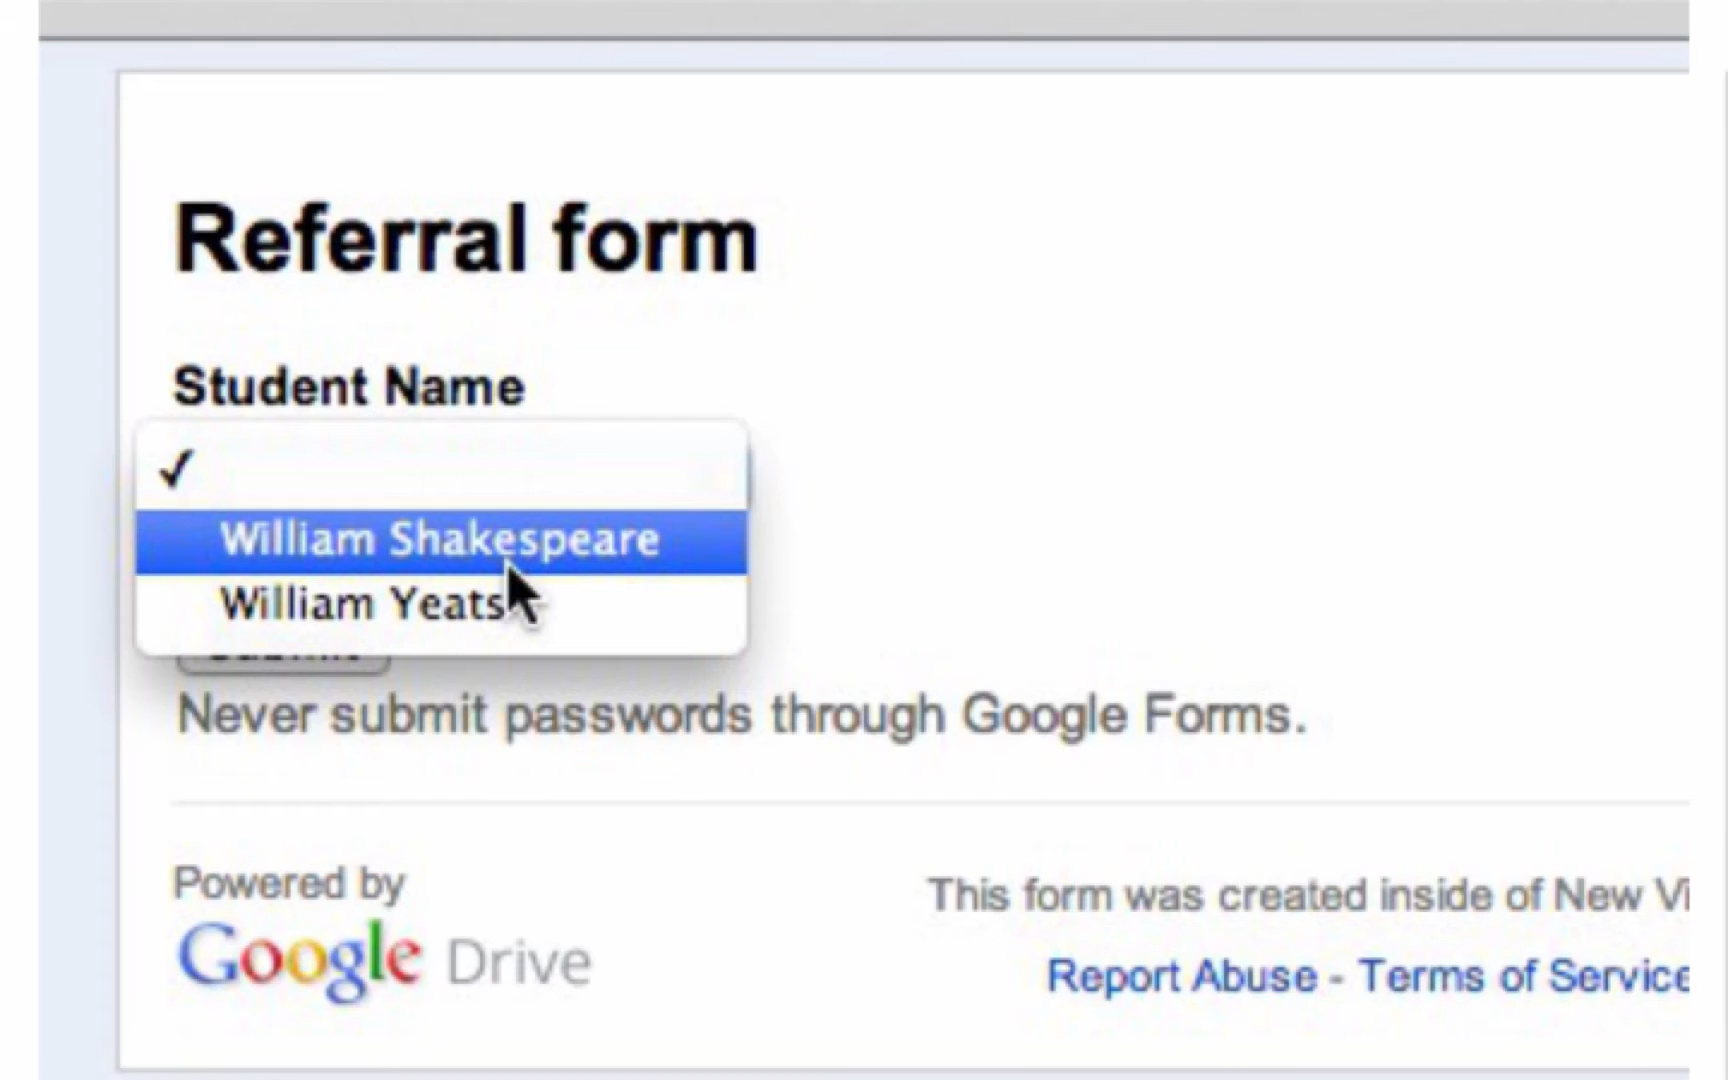 Referral form
Student Name
✓
William Shakespeare
William Yeats
Never submit passwords through Google Forms.
Powered by
Google Drive
This form was created inside of New Vi
Report Abuse - Terms of Service